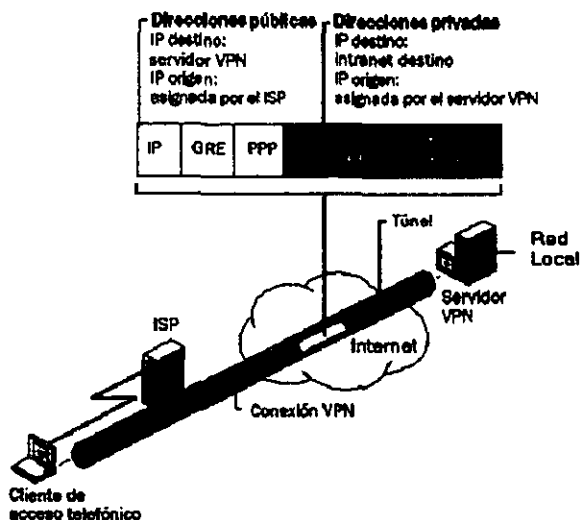 Direcciones públicas
IP destino:
servidor VPN
IP origen:
asignada por el ISP
Direcciones privadas
IP destino:
intranet destino
IP origen:
asignada por el servidor VPN
IP GRE PPP
Túnel
Red
Local
Servidor
VPN
ISP
Internet
Conexión VPN
Cliente de
acceso telefónico